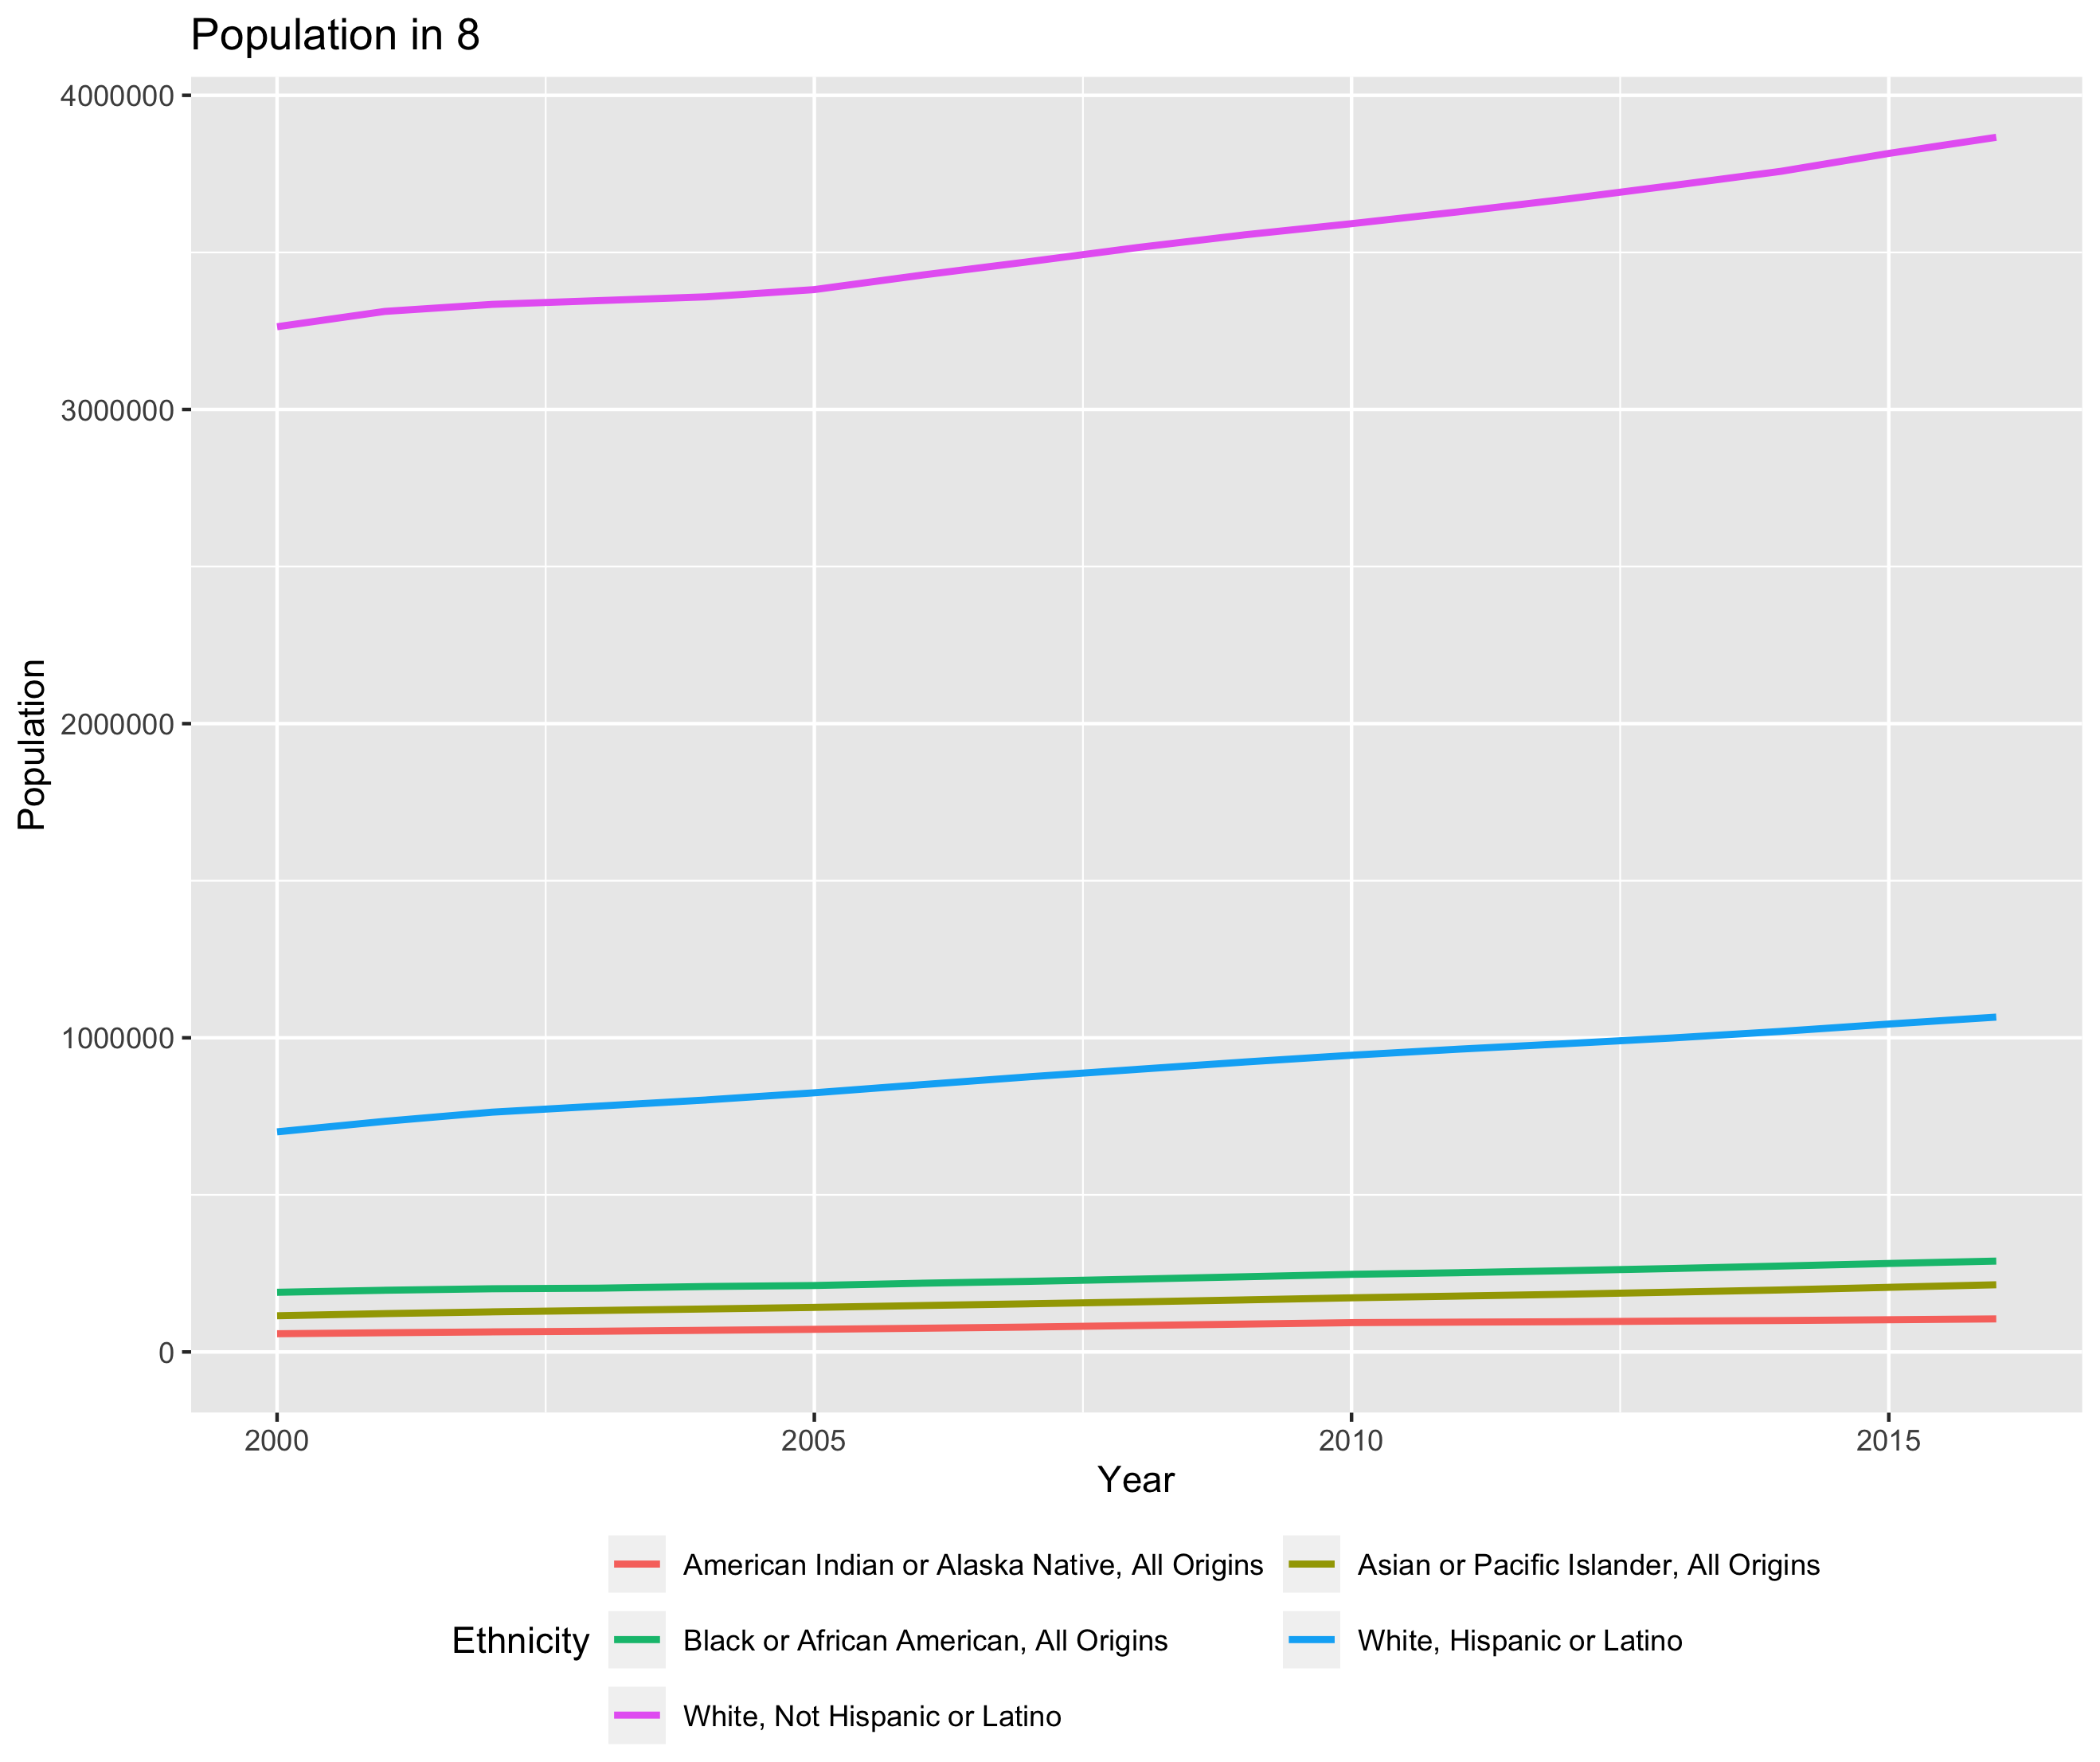 Population in 8
4000000
3000000
2000000
1000000
0
Population
2000
2005
2010
2015
Year
Ethnicity
American Indian or Alaska Native, All Origins
Asian or Pacific Islander, All Origins
Black or African American, All Origins
White, Hispanic or Latino
White, Not Hispanic or Latino